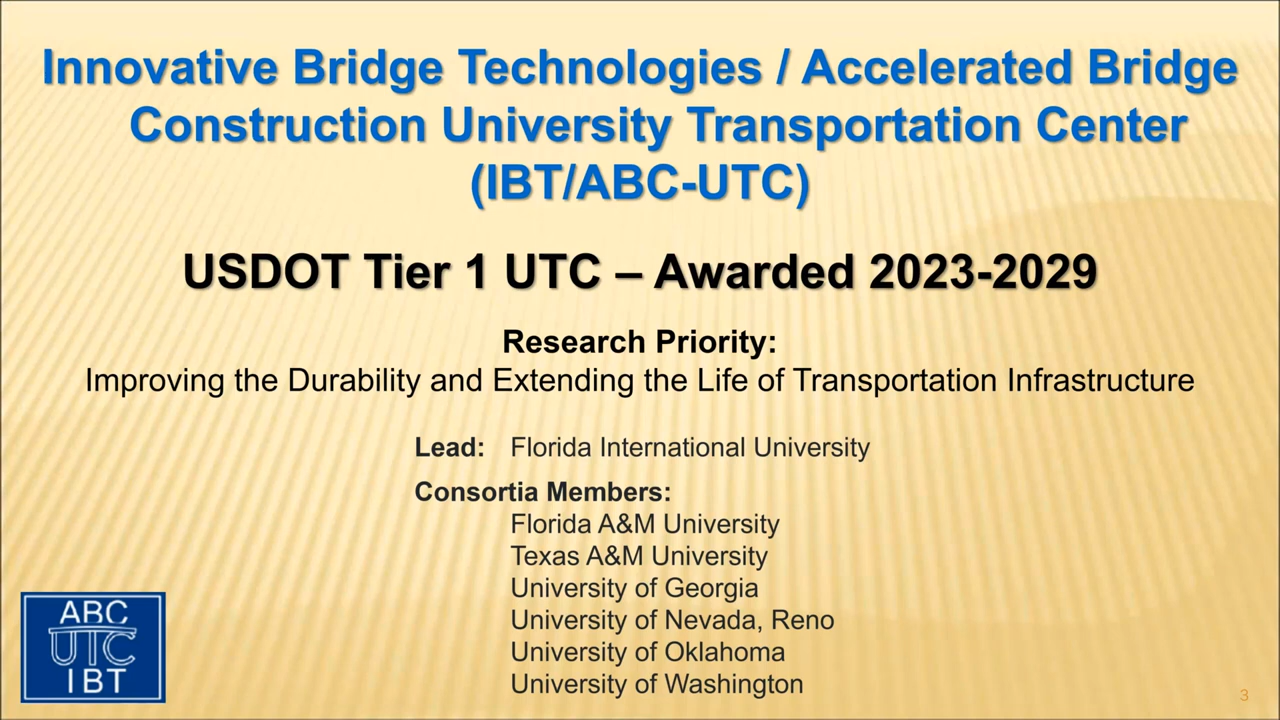 Innovative Bridge Technologies / Accelerated Bridge
Construction University Transportation Center
(IBT/ABC-UTC)
USDOT Tier 1 UTC – Awarded 2023-2029
Research Priority:
Improving the Durability and Extending the Life of Transportation Infrastructure
Lead: Florida International University
Consortia Members:
Florida A&M University
Texas A&M University
University of Georgia
University of Nevada, Reno
University of Oklahoma
University of Washington
ABC
UTC
IBT
3